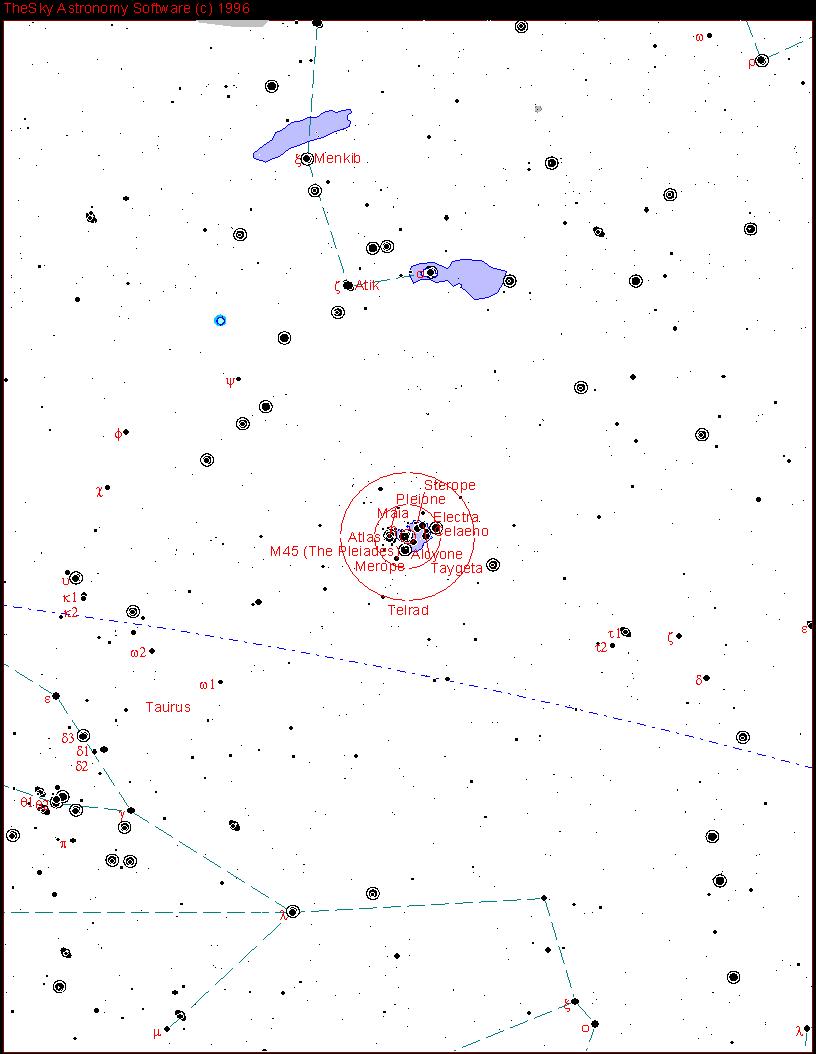 TheSky Astronomy Software (c) 1996
ω
ρ
ξ Menkib
ο
ζ Atik
ψ
φ
χ
Sterope
Pleione
Maia
Electra
Celaeno
Atlas
M45 (The Pleiades)
Alcyone
Merope
Taygeta
Telrad
υ
κ1
κ2
τ1
τ2
ζ
ε
ω2
ω1
δ
ε
Taurus
δ3
δ1
δ2
θ1 θ2
γ
π
λ
ξ
ο
μ
λ